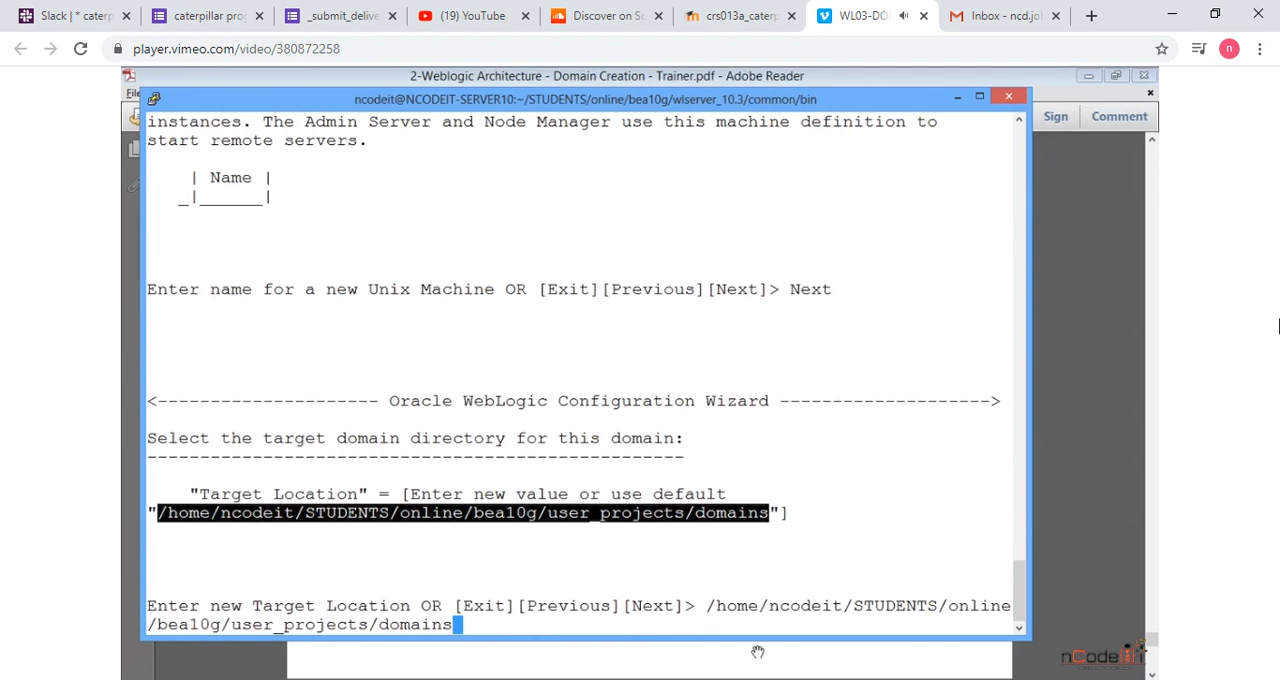 Slack | * caterp
caterpillar pro
_submit_delive
(19) YouTube
Discover on So
crs013a_caterp
WL03-DO
Inbox - ncd.jo
player.vimeo.com/video/380872258
n
2-Weblogic Architecture - Domain Creation - Trainer.pdf - Adobe Reader
File
ncodeit@NCODEIT-SERVER10:~/STUDENTS/online/bea10g/wlserver_10.3/common/bin
Sign
Comment
instances. The Admin Server and Node Manager use this machine definition to
start remote servers.
| Name |
_|______|
Enter name for a new Unix Machine OR [Exit][Previous][Next]> Next
<---------------------- Oracle WebLogic Configuration Wizard -------------------->
Select the target domain directory for this domain:
---------------------------------------------------
"Target Location" = [Enter new value or use default
"/home/ncodeit/STUDENTS/online/bea10g/user_projects/domains"]
Enter new Target Location OR [Exit][Previous][Next]> /home/ncodeit/STUDENTS/online
/bea10g/user_projects/domains
nCodeiT